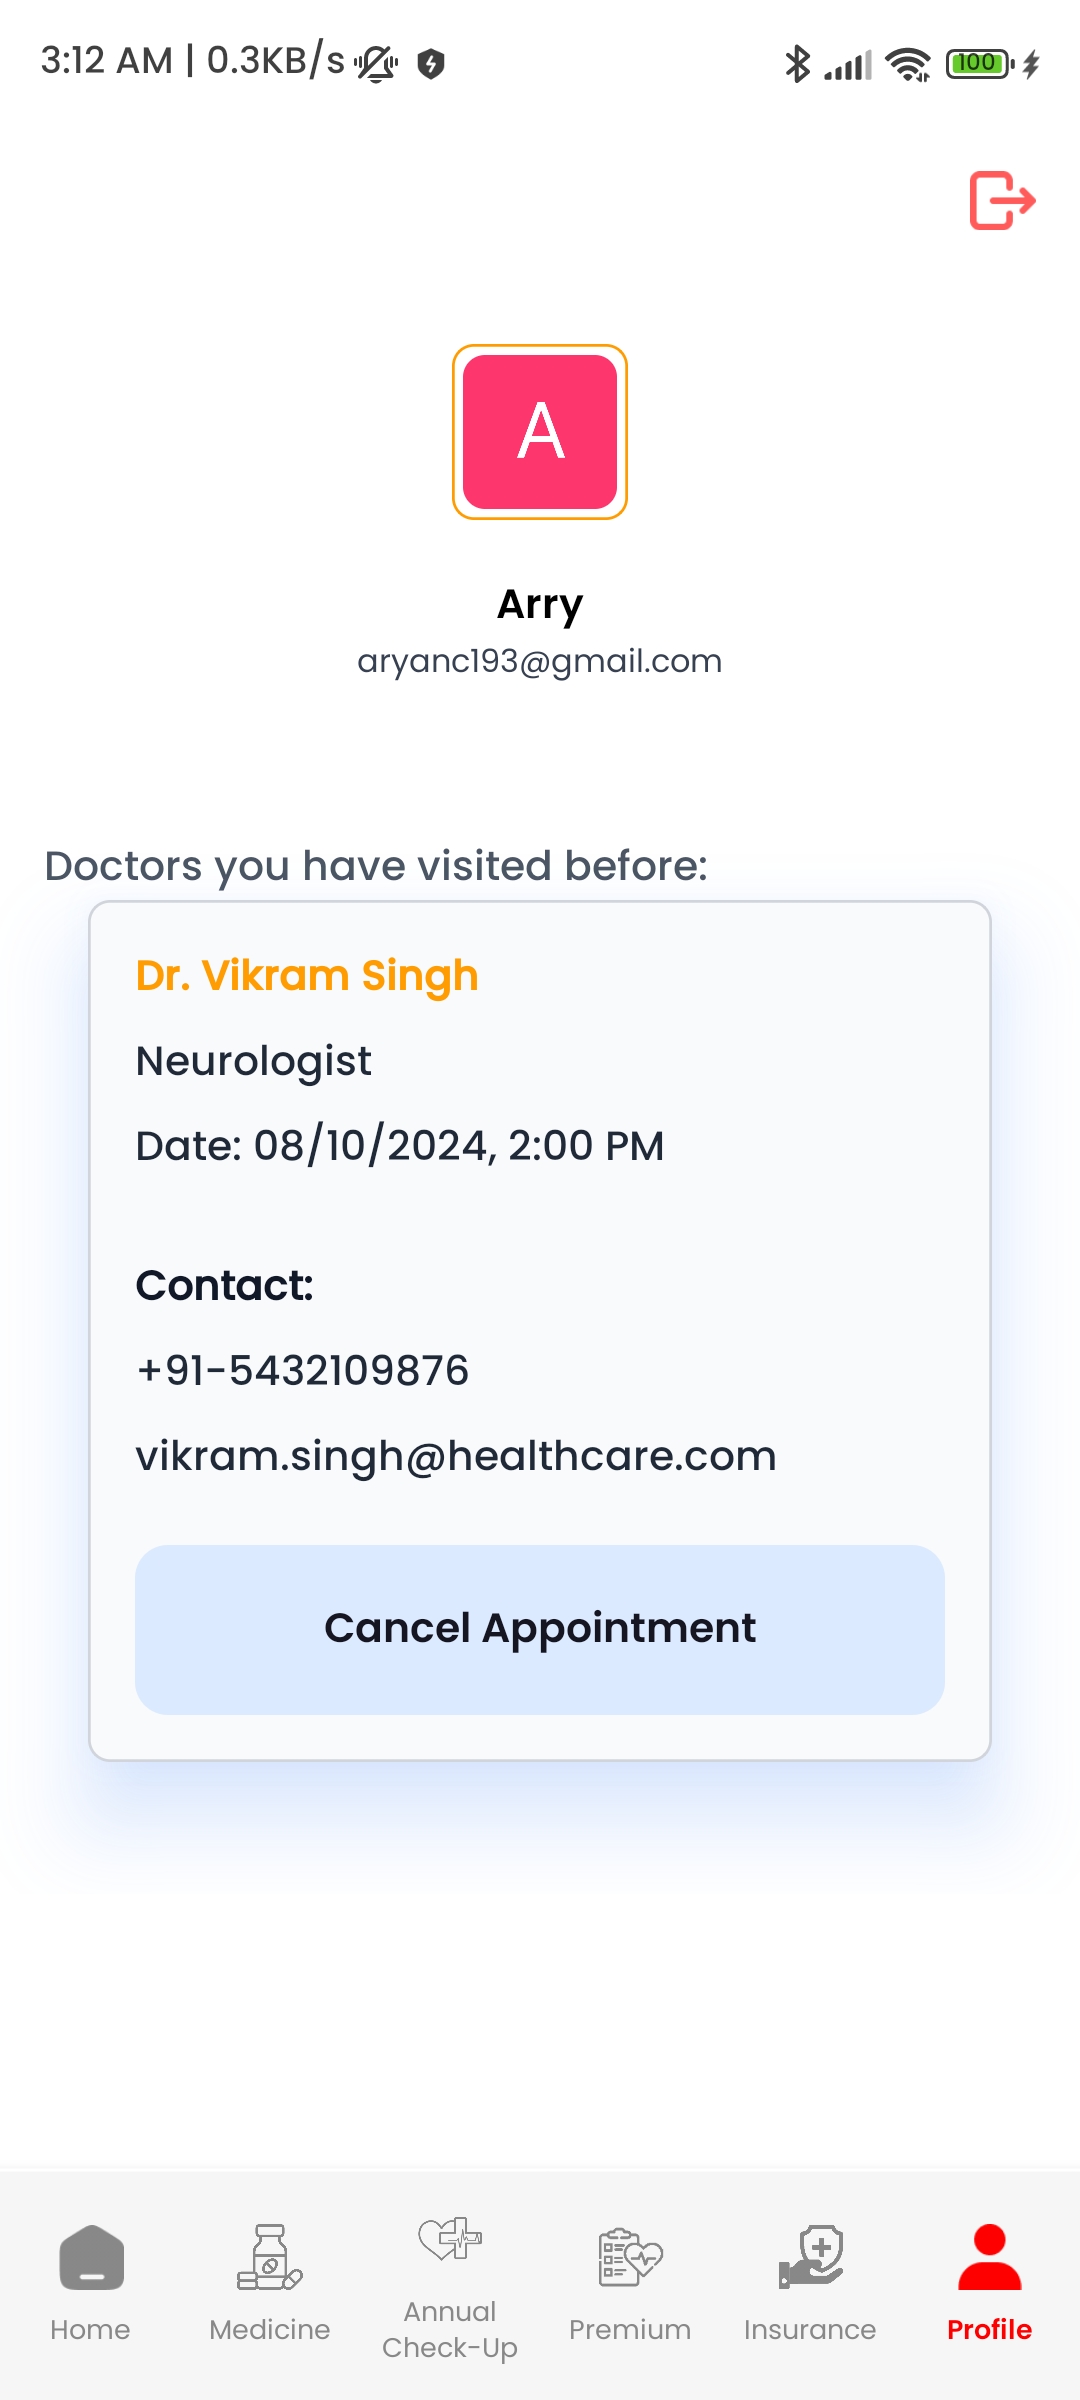 3:12 AM | 0.3KB/s
100
A
Arry
aryanc193@gmail.com
Doctors you have visited before:
Dr. Vikram Singh
Neurologist
Date: 08/10/2024, 2:00 PM
Contact:
+91-5432109876
vikram.singh@healthcare.com
Cancel Appointment
Home
Medicine
Annual
Check-Up
Premium
Insurance
Profile